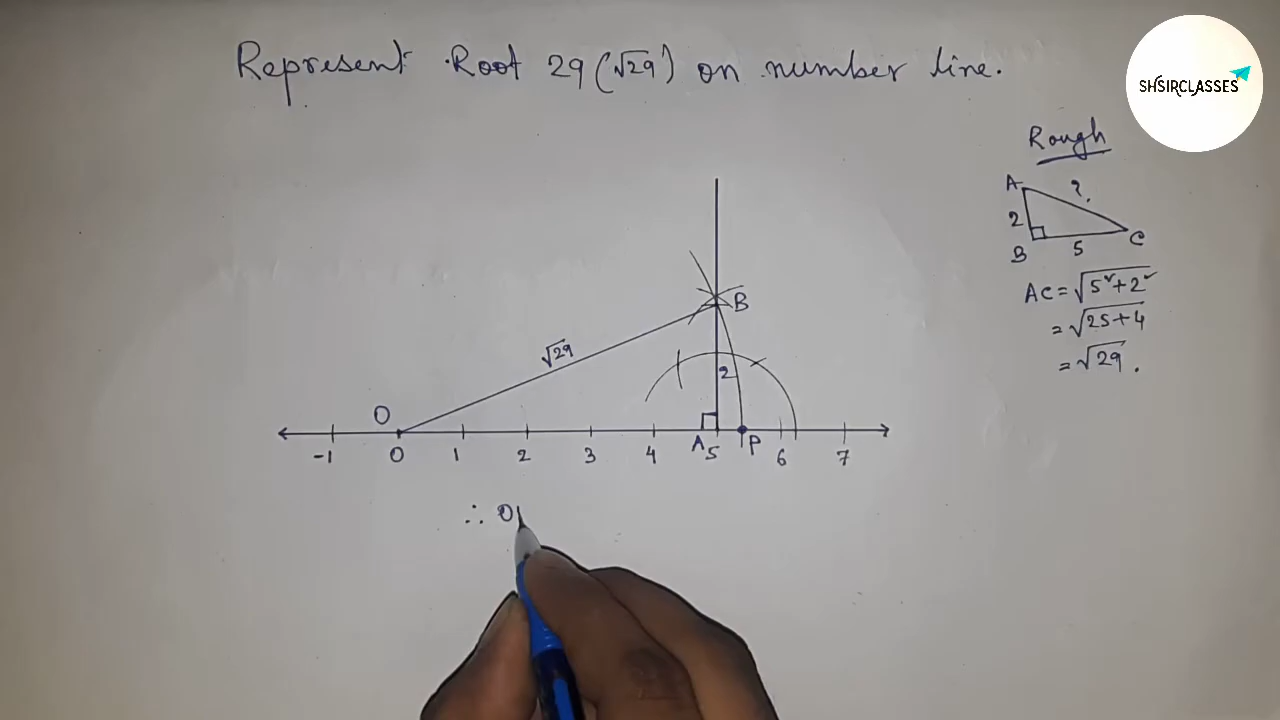 Represent Root 29 (√29) on number line.
SHSIRCLASSES
Rough
A ?
2
B 5 C
AC = √5²+2²
= √25+4
= √29.
B
√29
2
O
A P
-1 0 1 2 3 4 5 6 7
∴ O